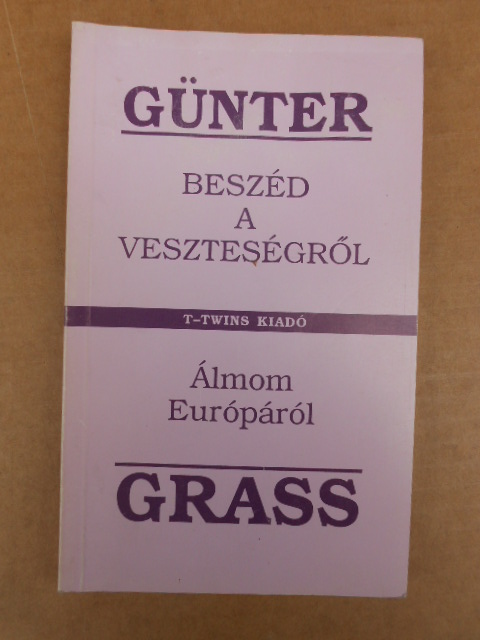 GÜNTER
BESZÉD
A
VESZTESÉGRŐL
T–TWINS KIADÓ
Álmom
Európáról
GRASS